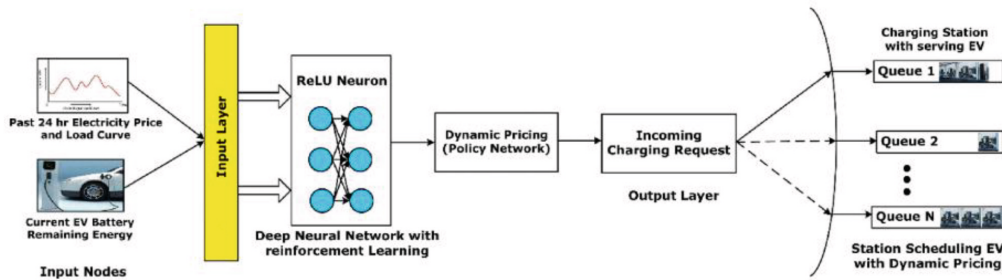 Past 24 hr Electricity Price
and Load Curve
Current EV Battery
Remaining Energy
Input Nodes
Input Layer
ReLU Neuron
Deep Neural Network with
reinforcement Learning
Dynamic Pricing
(Policy Network)
Incoming
Charging Request
Output Layer
Charging Station
with serving EV
Queue 1
Queue 2
Queue N
Station Scheduling EV
with Dynamic Pricing